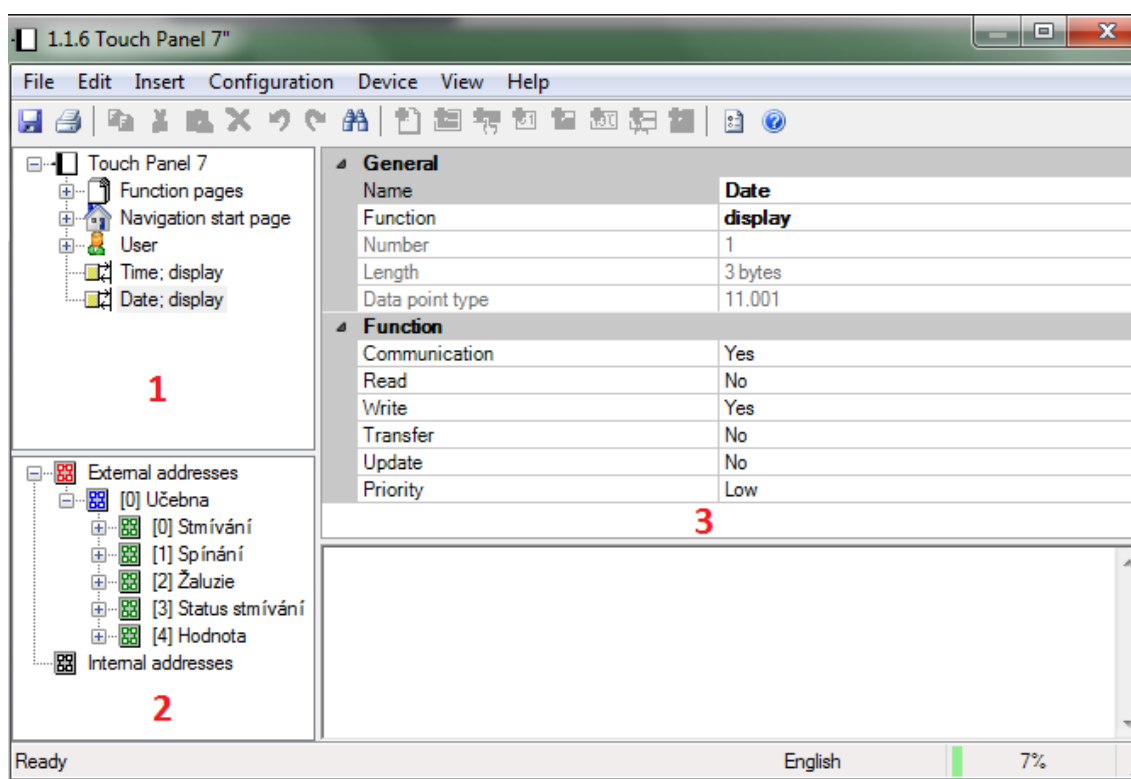 1.1.6 Touch Panel 7"
File Edit Insert Configuration Device View Help
Touch Panel 7
Function pages
Navigation start page
User
Time; display
Date; display
1
External addresses
[0] Učebna
[0] Stmívání
[1] Spínání
[2] Žaluzie
[3] Status stmívání
[4] Hodnota
Internal addresses
2
General
Name Date
Function display
Number 1
Length 3 bytes
Data point type 11.001
Function
Communication Yes
Read No
Write Yes
Transfer No
Update No
Priority Low
3
Ready English 7%